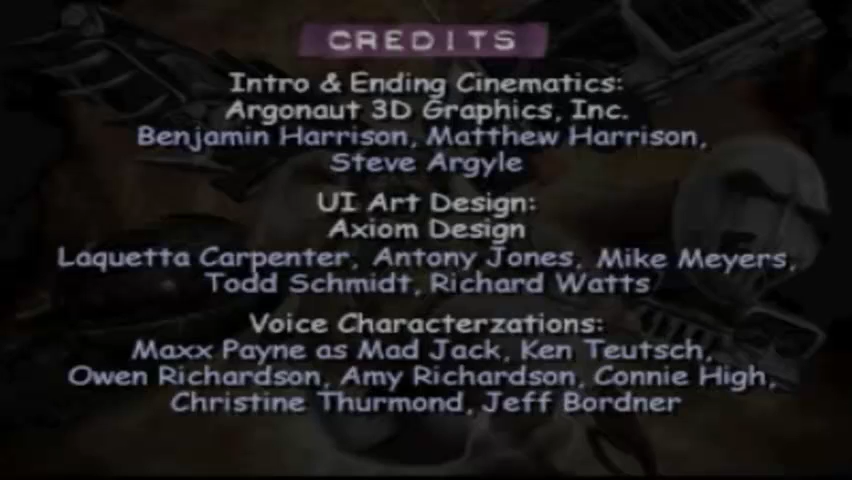 CREDITS
Intro & Ending Cinematics:
Argonaut 3D Graphics, Inc.
Benjamin Harrison, Matthew Harrison,
Steve Argyle
UI Art Design:
Axiom Design
Laquetta Carpenter, Antony Jones, Mike Meyers,
Todd Schmidt, Richard Watts
Voice Characterzations:
Maxx Payne as Mad Jack, Ken Teutsch,
Owen Richardson, Amy Richardson, Connie High,
Christine Thurmond, Jeff Bordner